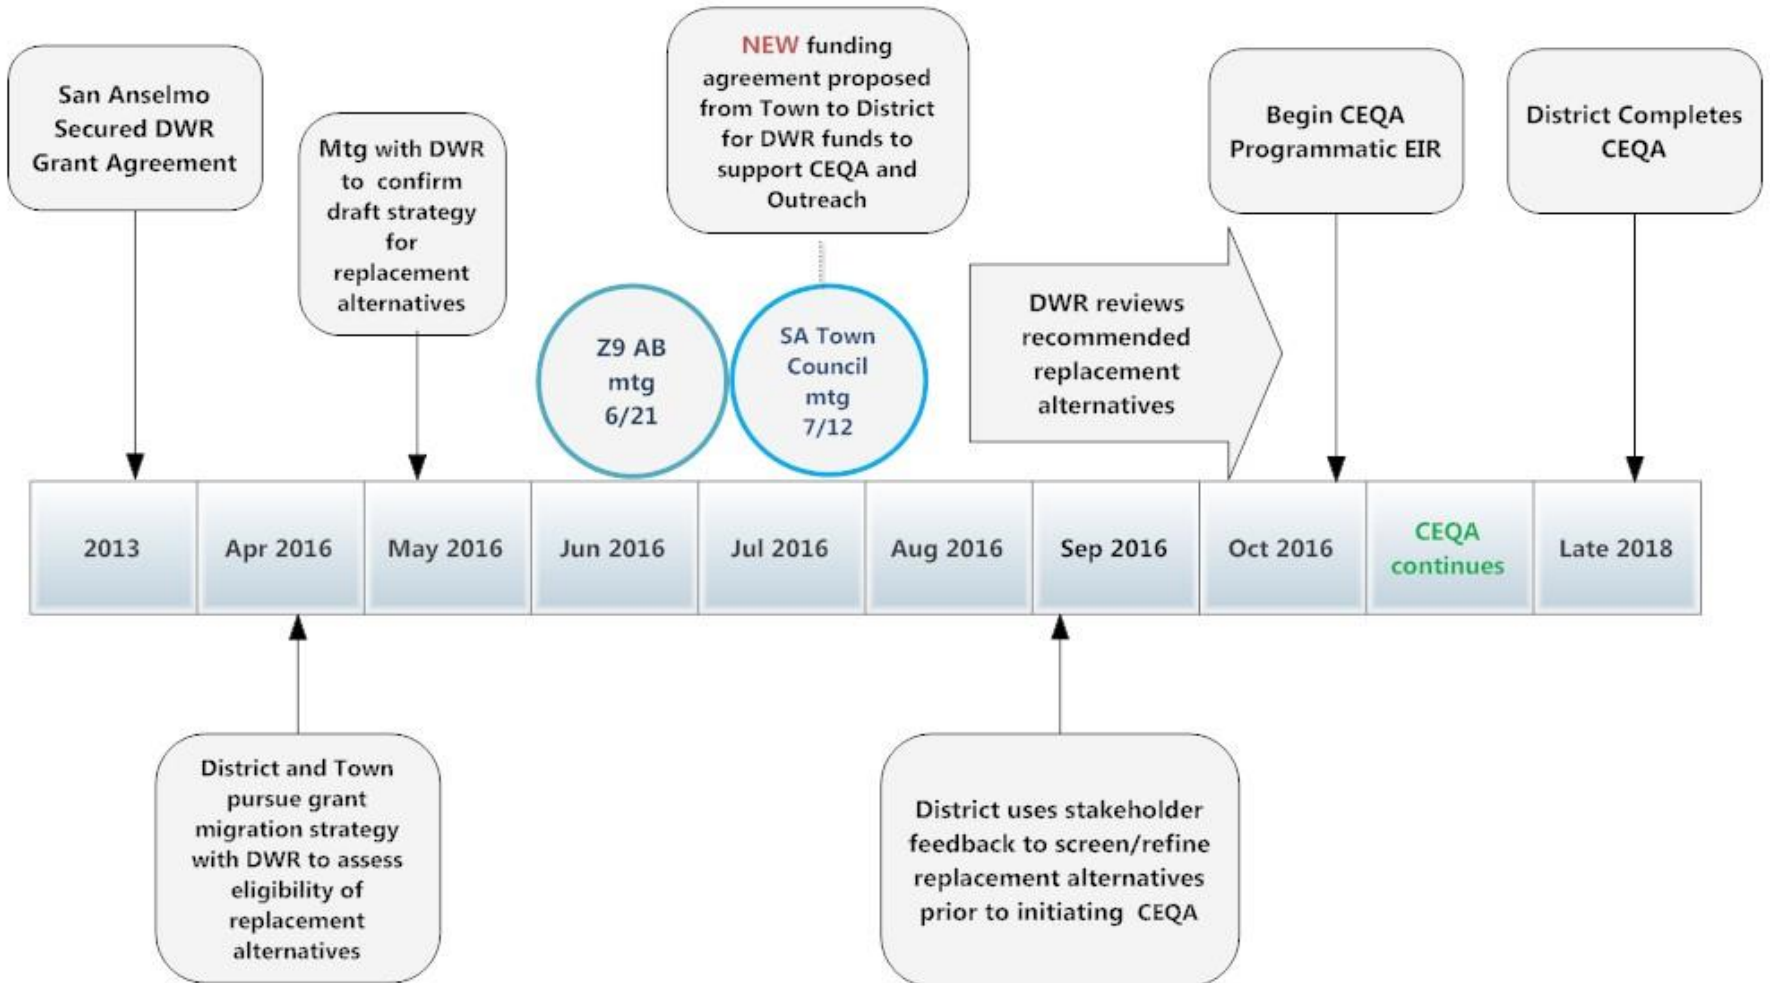 San Anselmo
Secured DWR
Grant Agreement
Mtg with DWR
to confirm
draft strategy
for
replacement
alternatives
NEW funding
agreement proposed
from Town to District
for DWR funds to
support CEQA and
Outreach
Begin CEQA
Programmatic EIR
District Completes
CEQA
Z9 AB
mtg
6/21
SA Town
Council
mtg
7/12
DWR reviews
recommended
replacement
alternatives
2013
Apr 2016
May 2016
Jun 2016
Jul 2016
Aug 2016
Sep 2016
Oct 2016
CEQA
continues
Late 2018
District and Town
pursue grant
migration strategy
with DWR to assess
eligibility of
replacement
alternatives
District uses stakeholder
feedback to screen/refine
replacement alternatives
prior to initiating CEQA